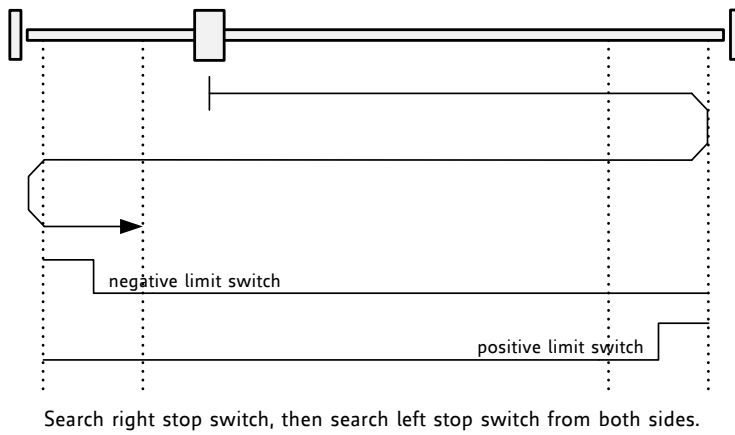 negative limit switch
positive limit switch
Search right stop switch, then search left stop switch from both sides.